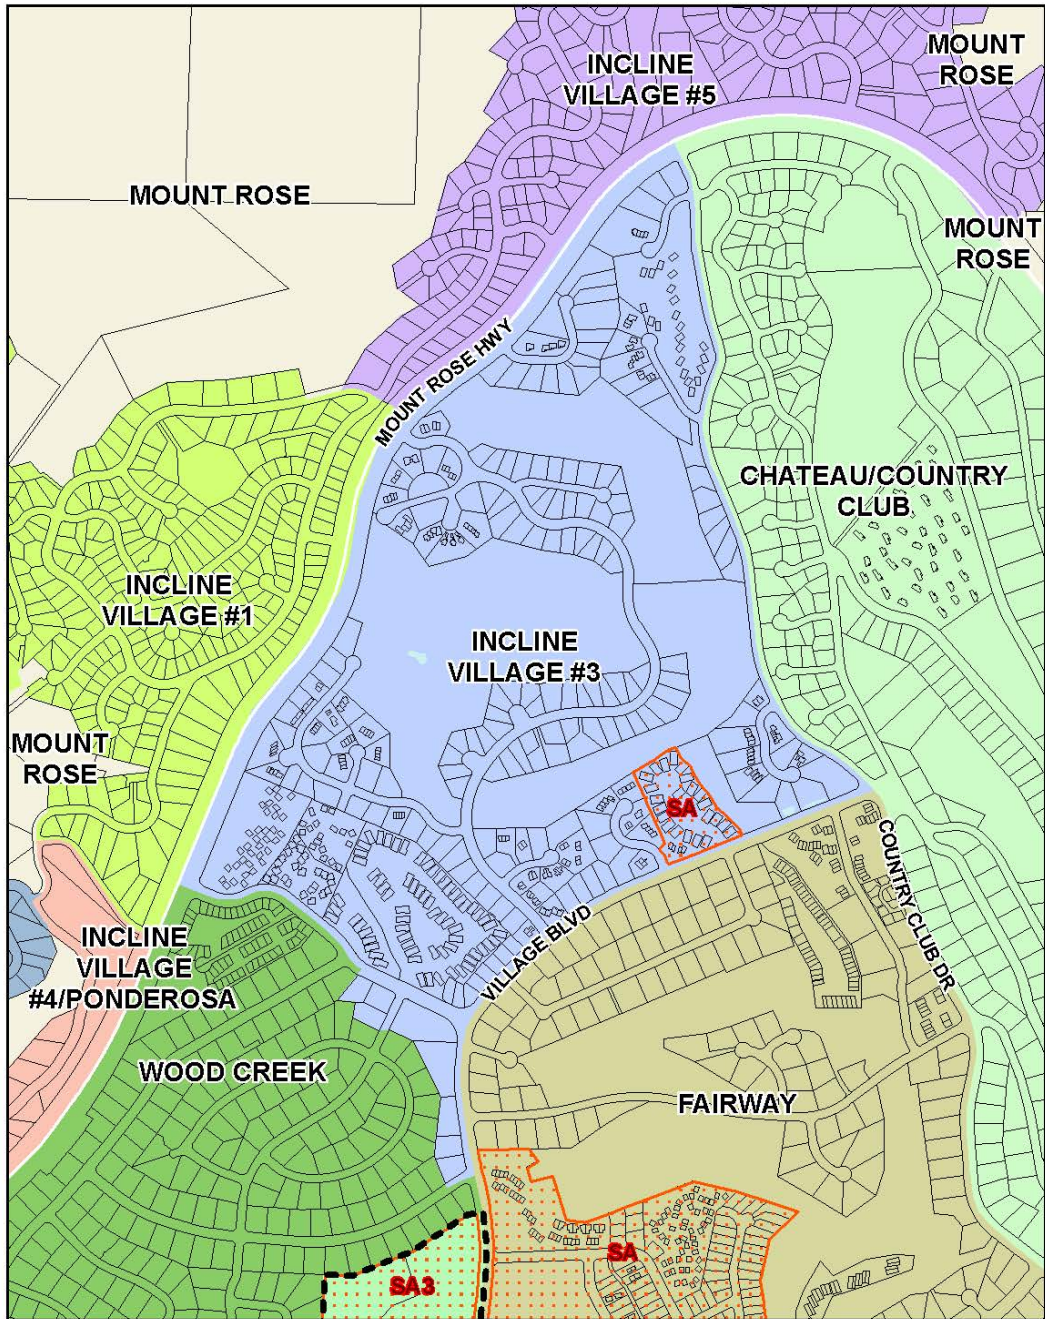 INCLINE
VILLAGE #5
MOUNT
ROSE
MOUNT ROSE
MOUNT
ROSE
MOUNT ROSE HWY
CHATEAU/COUNTRY
CLUB
INCLINE
VILLAGE #1
INCLINE
VILLAGE #3
MOUNT
ROSE
SA
COUNTRY CLUB DR
VILLAGE BLVD
INCLINE
VILLAGE
#4/PONDEROSA
WOOD CREEK
FAIRWAY
SA
SA3